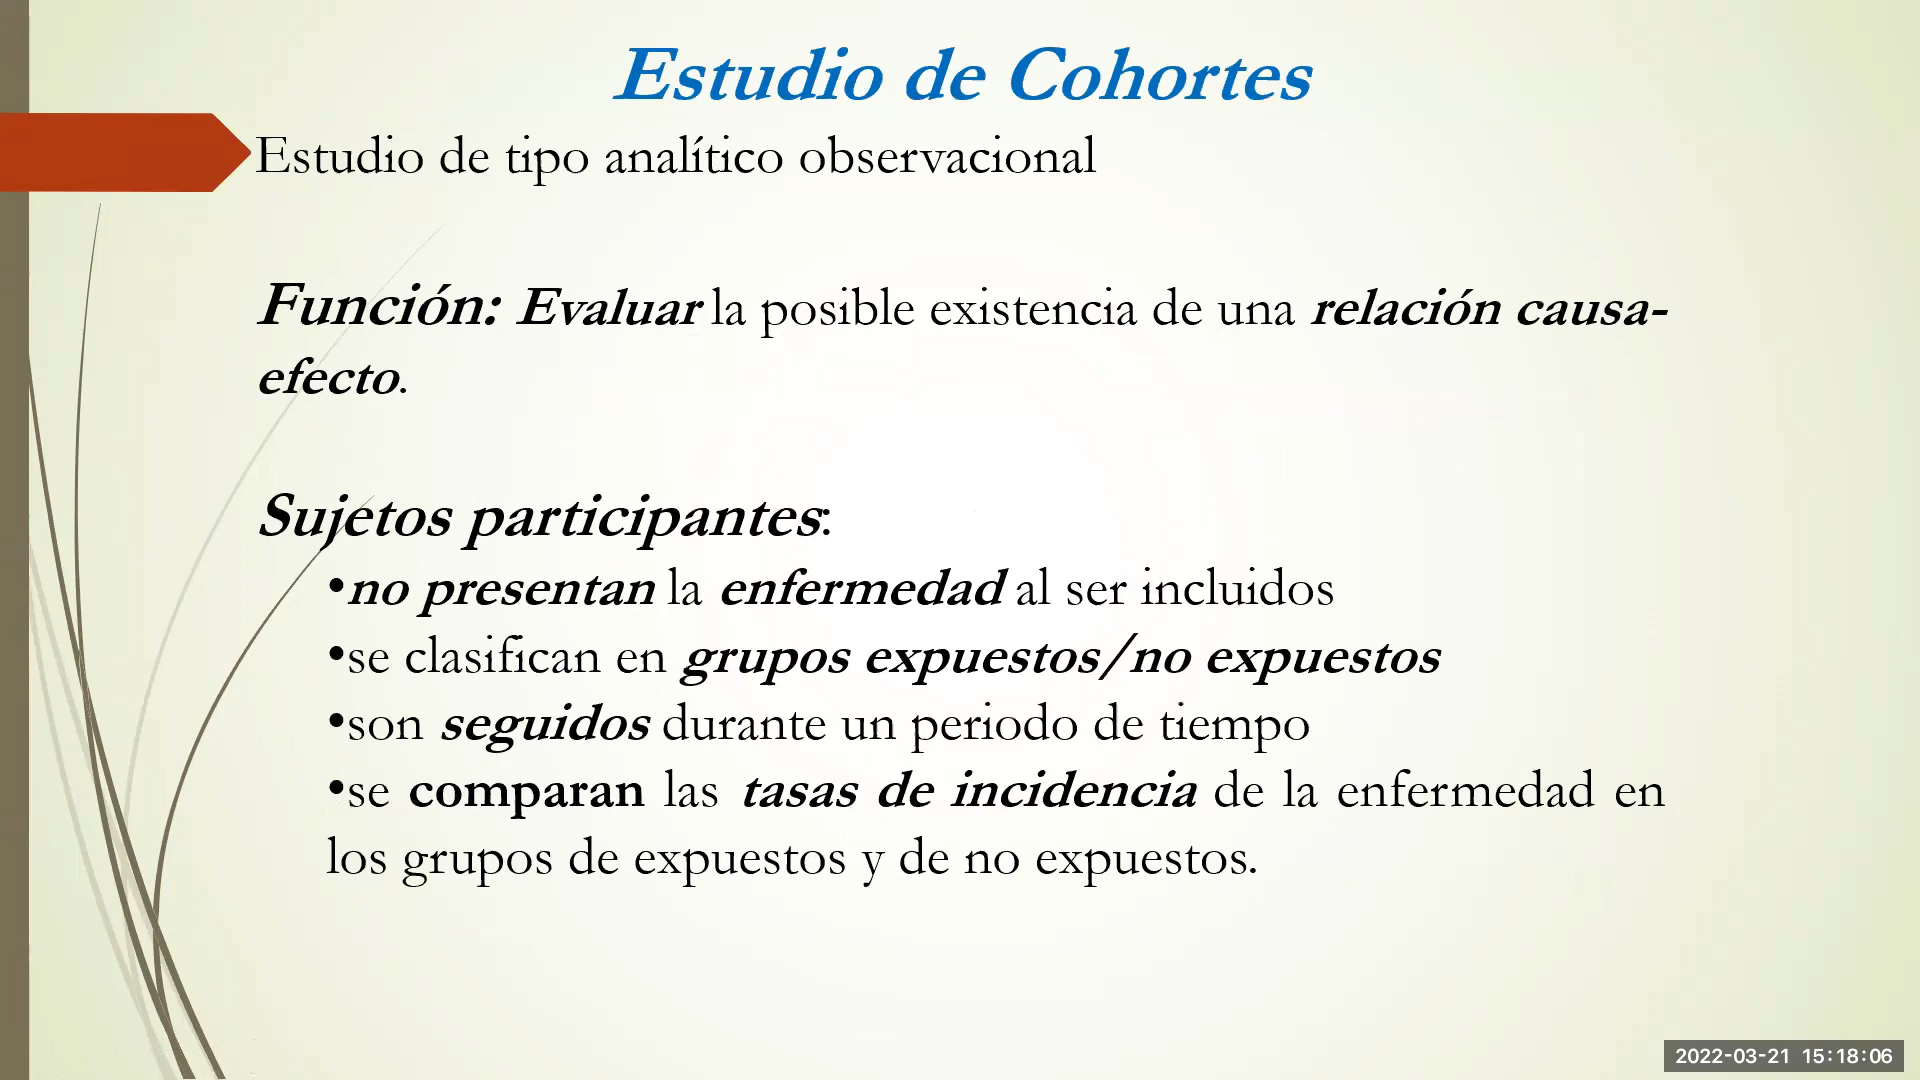 Estudio de Cohortes
Estudio de tipo analítico observacional
Función: Evaluar la posible existencia de una relación causa-
efecto.
Sujetos participantes:
•no presentan la enfermedad al ser incluidos
•se clasifican en grupos expuestos/no expuestos
•son seguidos durante un periodo de tiempo
•se comparan las tasas de incidencia de la enfermedad en
los grupos de expuestos y de no expuestos.
2022-03-21 15:18:06